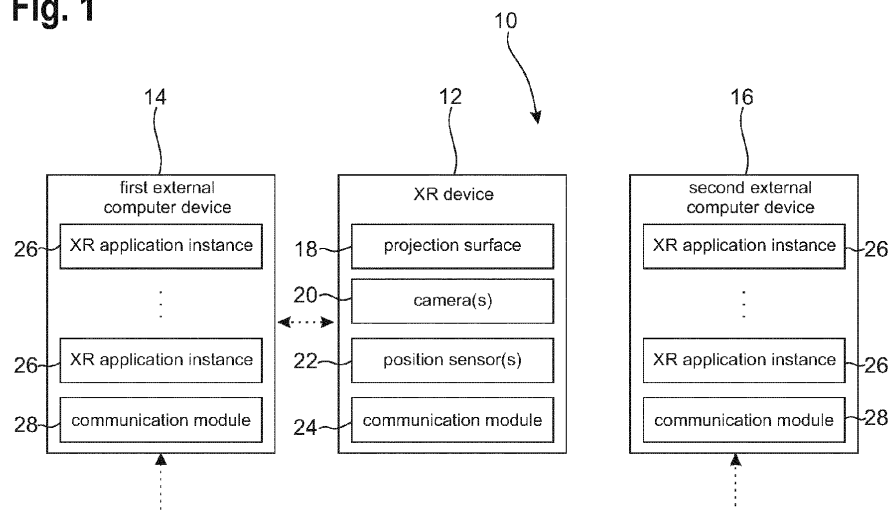 Fig. 1
10
14
12
16
first external
computer device
XR device
second external
computer device
26
XR application instance
18
projection surface
XR application instance
26
20
camera(s)
26
XR application instance
22
position sensor(s)
XR application instance
26
28
communication module
24
communication module
communication module
28